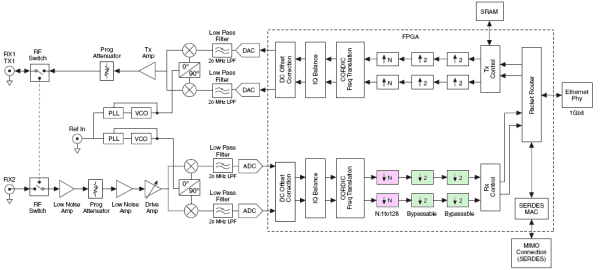 SRAM
FPGA
RX1
TX1
RF
Switch
Prog
Attenuator
Tx
Amp
0°
90°
Low Pass
Filter
20 MHz LPF
DAC
Low Pass
Filter
20 MHz LPF
DAC
DC Offset
Correction
IQ Balance
CORDIC
Freq Translation
N
2
2
N
2
2
Tx
Control
Packet Router
Ethernet
Phy
1Gbit
PLL
VCO
Ref In
PLL
VCO
RX2
RF
Switch
Low Noise
Amp
Prog
Attenuator
Low Noise
Amp
Drive
Amp
0°
90°
Low Pass
Filter
20 MHz LPF
ADC
Low Pass
Filter
20 MHz LPF
ADC
DC Offset
Correction
IQ Balance
CORDIC
Freq Translation
N
2
2
N
2
2
N:1to128
Bypassable
Bypassable
Rx
Control
SERDES
MAC
MIMO
Connection
(SERDES)